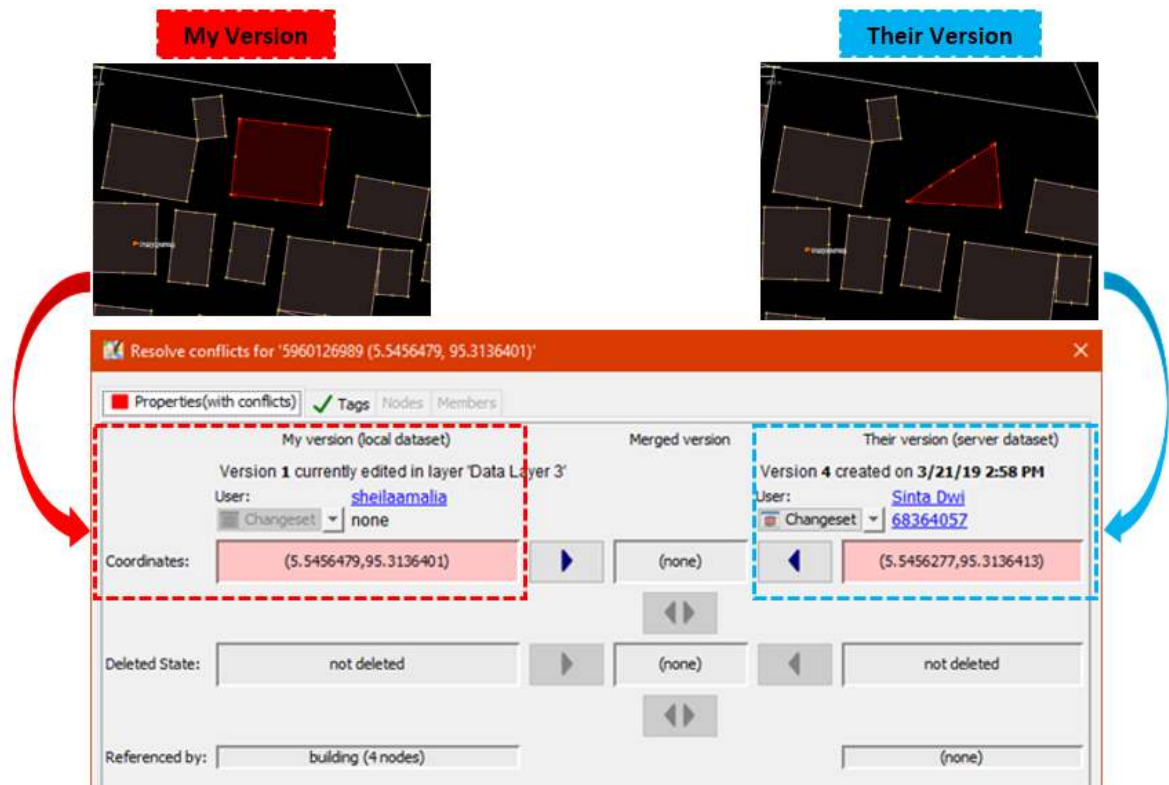 My Version
Their Version
Resolve conflicts for '5960126989 (5.5456479, 95.3136401)'
Properties(with conflicts) Tags Nodes Members
My version (local dataset) Merged version Their version (server dataset)
Version 1 currently edited in layer 'Data Layer 3' Version 4 created on 3/21/19 2:58 PM
User: sheilaamalia User: Sinta Dwi
Changeset none Changeset 68364057
Coordinates: (5.5456479,95.3136401) (none) (5.5456277,95.3136413)
Deleted State: not deleted (none) not deleted
Referenced by: building (4 nodes) (none)